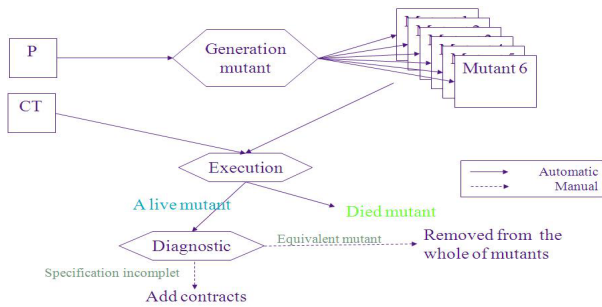 P
Generation
mutant
Mutant 6
CT
Execution
Automatic
Manual
A live mutant
Died mutant
Diagnostic
Equivalent mutant
Removed from the
whole of mutants
Specification incomplet
Add contracts